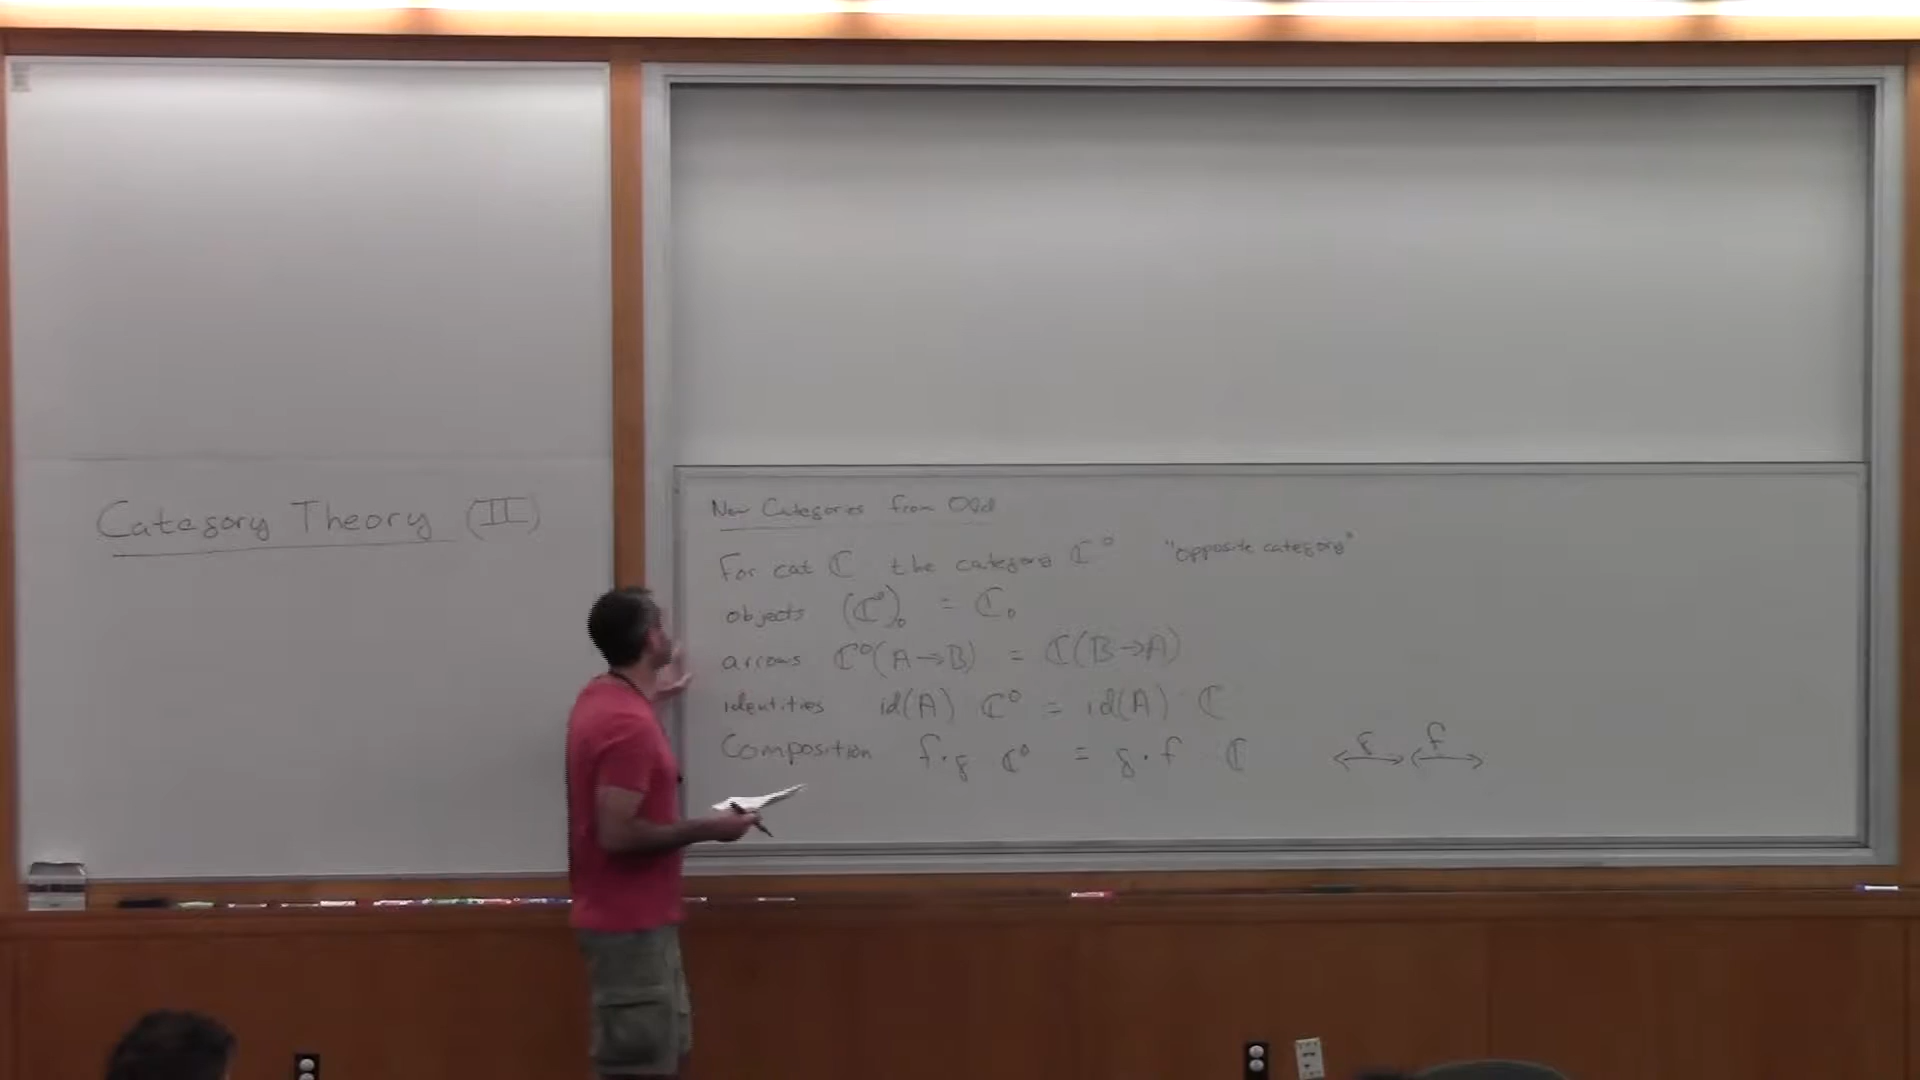 Category Theory (II)
New Categories from Old
For cat ℂ the category ℂ° "opposite category"
objects (ℂ°)₀ = ℂ₀
arrows ℂ°(A→B) = ℂ(B→A)
identities id(A) ℂ° = id(A) ℂ
Composition f·g ℂ° = g·f ℂ
g f